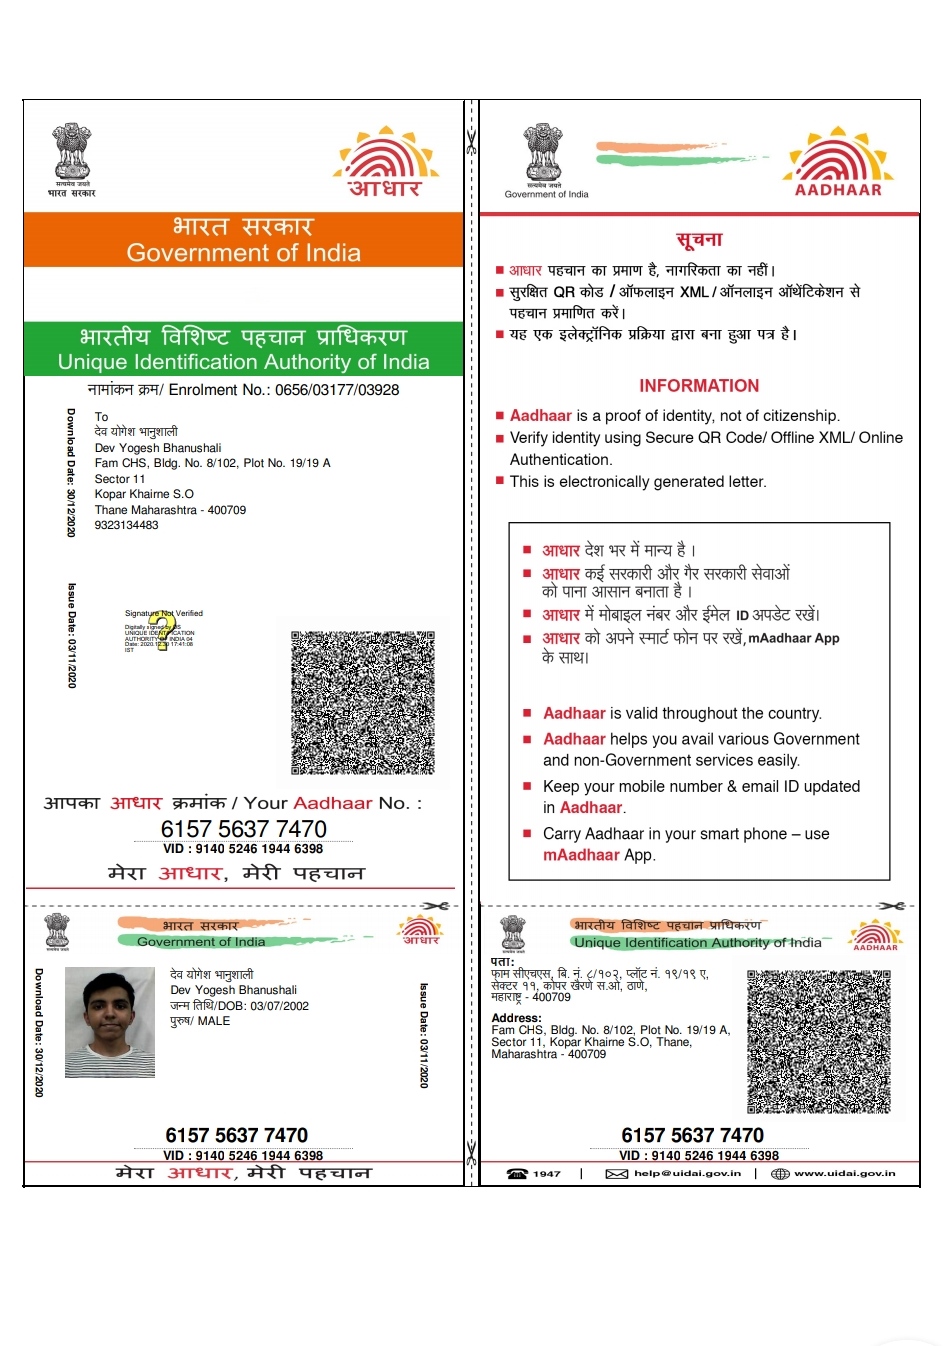 सत्यमेव जयते
भारत सरकार
आधार
भारत सरकार
Government of India
भारतीय विशिष्ट पहचान प्राधिकरण
Unique Identification Authority of India
नामांकन क्रम/ Enrolment No.: 0656/03177/03928
Download Date: 30/12/2020
To
देव योगेश भानुशाली
Dev Yogesh Bhanushali
Fam CHS, Bldg. No. 8/102, Plot No. 19/19 A
Sector 11
Kopar Khairne S.O
Thane Maharashtra - 400709
9323134483
Issue Date: 03/11/2020
Signature Not Verified
Digitally signed by DS
UNIQUE IDENTIFICATION
AUTHORITY OF INDIA 04
Date: 2020.12.30 17:41:08
IST
आपका आधार क्रमांक / Your Aadhaar No. :
6157 5637 7470
VID : 9140 5246 1944 6398
मेरा आधार, मेरी पहचान
सत्यमेव जयते
Government of India
AADHAAR
सूचना
आधार पहचान का प्रमाण है, नागरिकता का नहीं।
सुरक्षित QR कोड / ऑफलाइन XML / ऑनलाइन ऑथेंटिकेशन से
पहचान प्रमाणित करें।
यह एक इलेक्ट्रॉनिक प्रक्रिया द्वारा बना हुआ पत्र है।
INFORMATION
Aadhaar is a proof of identity, not of citizenship.
Verify identity using Secure QR Code/ Offline XML/ Online
Authentication.
This is electronically generated letter.
आधार देश भर में मान्य है ।
आधार कई सरकारी और गैर सरकारी सेवाओं
को पाना आसान बनाता है ।
आधार में मोबाइल नंबर और ईमेल ID अपडेट रखें।
आधार को अपने स्मार्ट फोन पर रखें, mAadhaar App
के साथ।
Aadhaar is valid throughout the country.
Aadhaar helps you avail various Government
and non-Government services easily.
Keep your mobile number & email ID updated
in Aadhaar.
Carry Aadhaar in your smart phone – use
mAadhaar App.
भारत सरकार
Government of India
आधार
Download Date: 30/12/2020
देव योगेश भानुशाली
Dev Yogesh Bhanushali
जन्म तिथि/DOB: 03/07/2002
पुरुष/ MALE
Issue Date: 03/11/2020
6157 5637 7470
VID : 9140 5246 1944 6398
मेरा आधार, मेरी पहचान
भारतीय विशिष्ट पहचान प्राधिकरण
Unique Identification Authority of India
AADHAAR
पता:
फाम सीएचएस, बि. नं. ८/१०२, प्लॉट नं. १९/१९ ए,
सेक्टर ११, कोपर खैरणे स.ओ, ठाणे,
महाराष्ट्र - 400709
Address:
Fam CHS, Bldg. No. 8/102, Plot No. 19/19 A,
Sector 11, Kopar Khairne S.O, Thane,
Maharashtra - 400709
6157 5637 7470
VID : 9140 5246 1944 6398
1947 | help@uidai.gov.in | www.uidai.gov.in